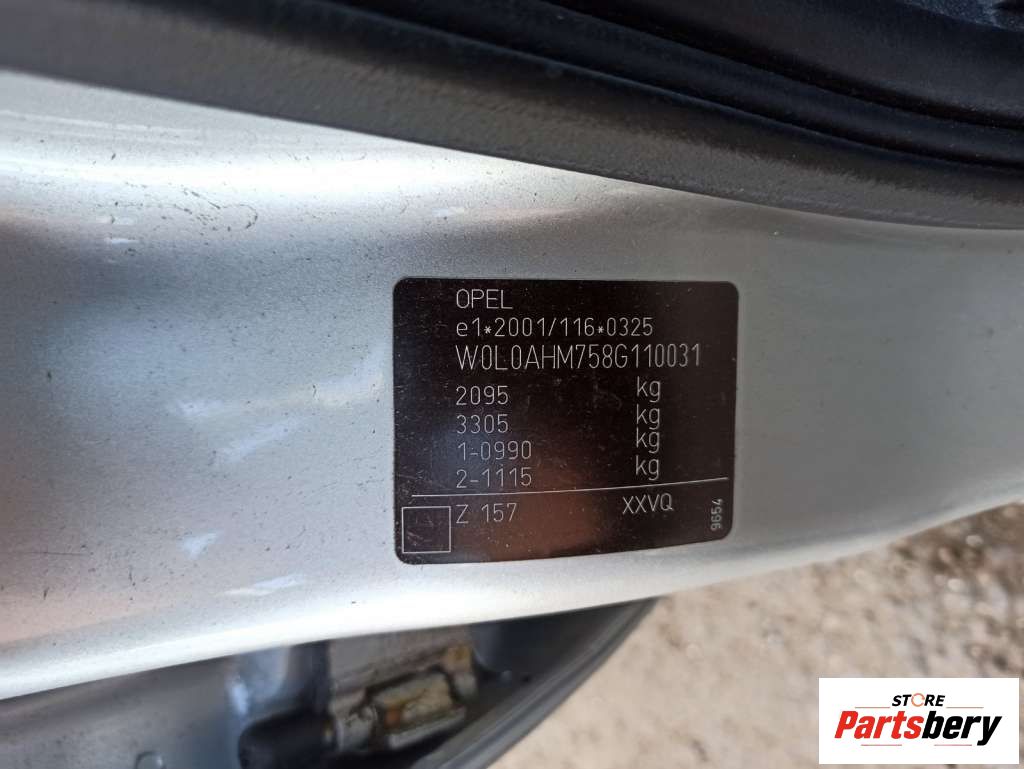 OPEL
e1*2001/116*0325
W0L0AHM758G110031
2095 kg
3305 kg
1-0990 kg
2-1115 kg
Z 157 XXVQ
9654
STORE
Partsbery